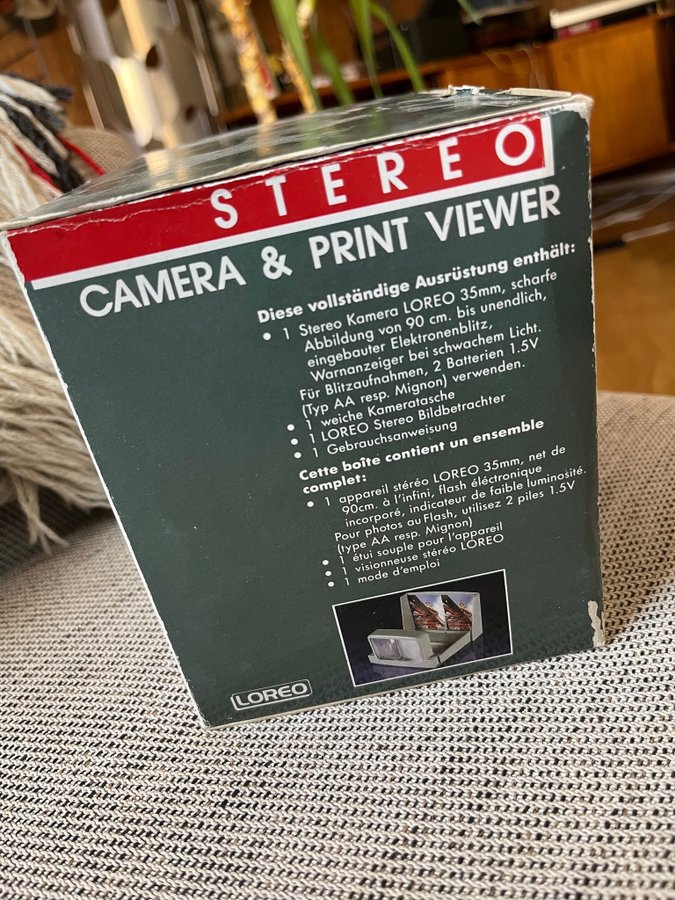 STEREO
CAMERA & PRINT VIEWER
Diese vollständige Ausrüstung enthält:
• 1 Stereo Kamera LOREO 35mm, scharfe
Abbildung von 90 cm. bis unendlich,
eingebauter Elektronenblitz,
Warnanzeiger bei schwachem Licht.
Für Blitzaufnahmen, 2 Batterien 1.5V
(Typ AA resp. Mignon) verwenden.
• 1 weiche Kameratasche
• 1 LOREO Stereo Bildbetrachter
• 1 Gebrauchsanweisung
Cette boîte contient un ensemble
complet:
• 1 appareil stéréo LOREO 35mm, net de
90cm. à l'infini, flash éléctronique
incorporé, indicateur de faible luminosité.
Pour photos au Flash, utilisez 2 piles 1.5V
(type AA resp. Mignon)
• 1 étui souple pour l'appareil
• 1 visionneuse stéréo LOREO
• 1 mode d'emploi
LOREO